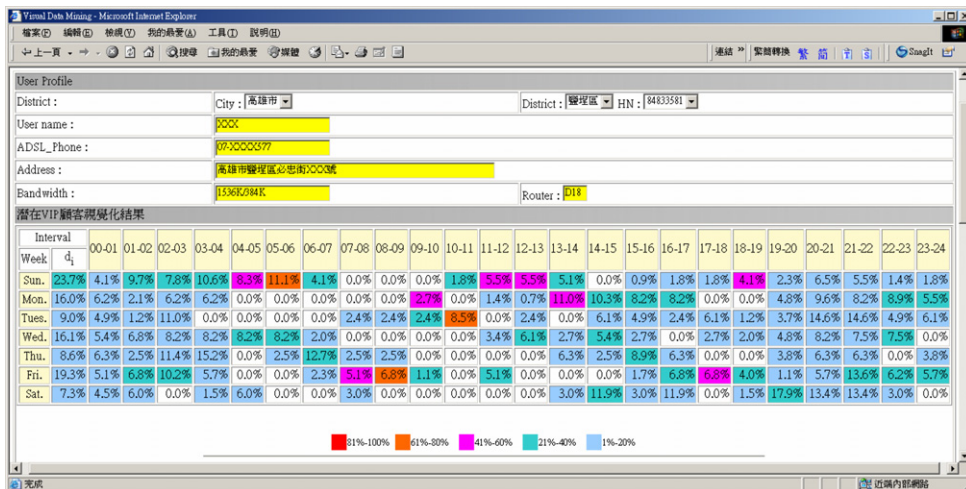 Visual Data Mining - Microsoft Internet Explorer
檔案(F) 編輯(E) 檢視(V) 我的最愛(A) 工具(T) 說明(H)
上一頁 搜尋 我的最愛 媒體 連結 » 繁簡轉換 繁 簡 SnagIt
User Profile
District : City : 高雄市 District : 鹽埕區 HN : 84833581
User name : XXX
ADSL_Phone : 07-XXXX577
Address : 高雄市鹽埕區必忠街XXX號
Bandwidth : 1536K/384K Router : D18
潛在VIP顧客視覺化結果
Interval 00-01 01-02 02-03 03-04 04-05 05-06 06-07 07-08 08-09 09-10 10-11 11-12 12-13 13-14 14-15 15-16 16-17 17-18 18-19 19-20 20-21 21-22 22-23 23-24
Week di
Sun. 23.7% 4.1% 9.7% 7.8% 10.6% 8.3% 11.1% 4.1% 0.0% 0.0% 0.0% 1.8% 5.5% 5.5% 5.1% 0.0% 0.9% 1.8% 1.8% 4.1% 2.3% 6.5% 5.5% 1.4% 1.8%
Mon. 16.0% 6.2% 2.1% 6.2% 6.2% 0.0% 0.0% 0.0% 0.0% 0.0% 2.7% 0.0% 1.4% 0.7% 11.0% 10.3% 8.2% 8.2% 0.0% 0.0% 4.8% 9.6% 8.2% 8.9% 5.5%
Tues. 9.0% 4.9% 1.2% 11.0% 0.0% 0.0% 0.0% 0.0% 2.4% 2.4% 2.4% 8.5% 0.0% 2.4% 0.0% 6.1% 4.9% 2.4% 6.1% 1.2% 3.7% 14.6% 14.6% 4.9% 6.1%
Wed. 16.1% 5.4% 6.8% 8.2% 8.2% 8.2% 8.2% 2.0% 0.0% 0.0% 0.0% 0.0% 3.4% 6.1% 2.7% 5.4% 2.7% 0.0% 2.7% 2.0% 4.8% 8.2% 7.5% 7.5% 0.0%
Thu. 8.6% 6.3% 2.5% 11.4% 15.2% 0.0% 2.5% 12.7% 2.5% 2.5% 0.0% 0.0% 0.0% 0.0% 6.3% 2.5% 8.9% 6.3% 0.0% 0.0% 3.8% 6.3% 6.3% 0.0% 3.8%
Fri. 19.3% 5.1% 6.8% 10.2% 5.7% 0.0% 0.0% 2.3% 5.1% 6.8% 1.1% 0.0% 5.1% 0.0% 0.0% 0.0% 1.7% 6.8% 6.8% 4.0% 1.1% 5.7% 13.6% 6.2% 5.7%
Sat. 7.3% 4.5% 6.0% 0.0% 1.5% 6.0% 0.0% 0.0% 3.0% 0.0% 0.0% 0.0% 0.0% 0.0% 3.0% 11.9% 3.0% 11.9% 0.0% 1.5% 17.9% 13.4% 13.4% 3.0% 0.0%
81%-100% 61%-80% 41%-60% 21%-40% 1%-20%
完成 近端內部網路